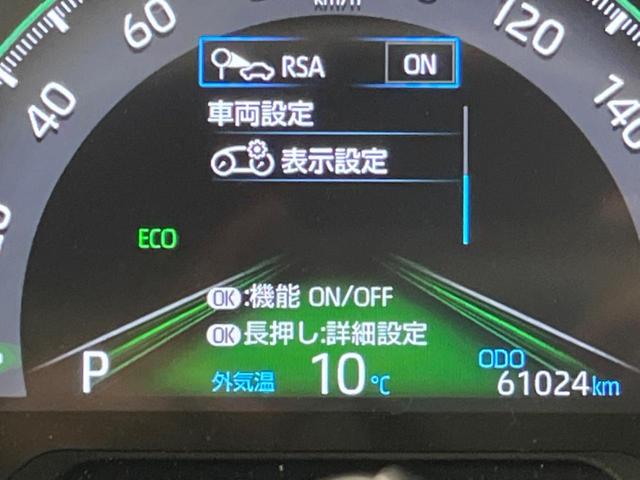 km/h
60
120
40
140
RSA ON
車両設定
表示設定
ECO
OK:機能 ON/OFF
OK長押し:詳細設定
P
外気温 10℃
ODO
61024km